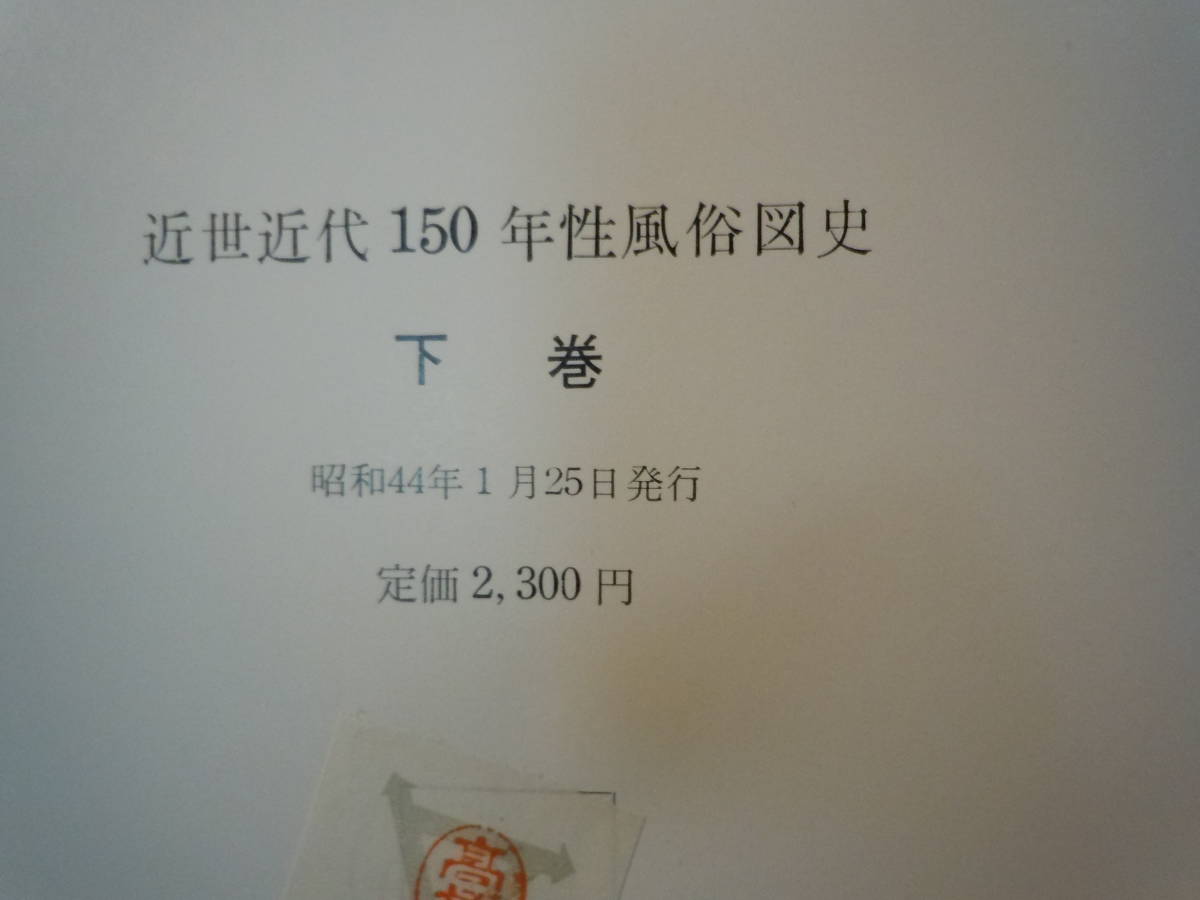 近世近代150年性風俗図史
下巻
昭和44年1月25日発行
定価2,300円
高